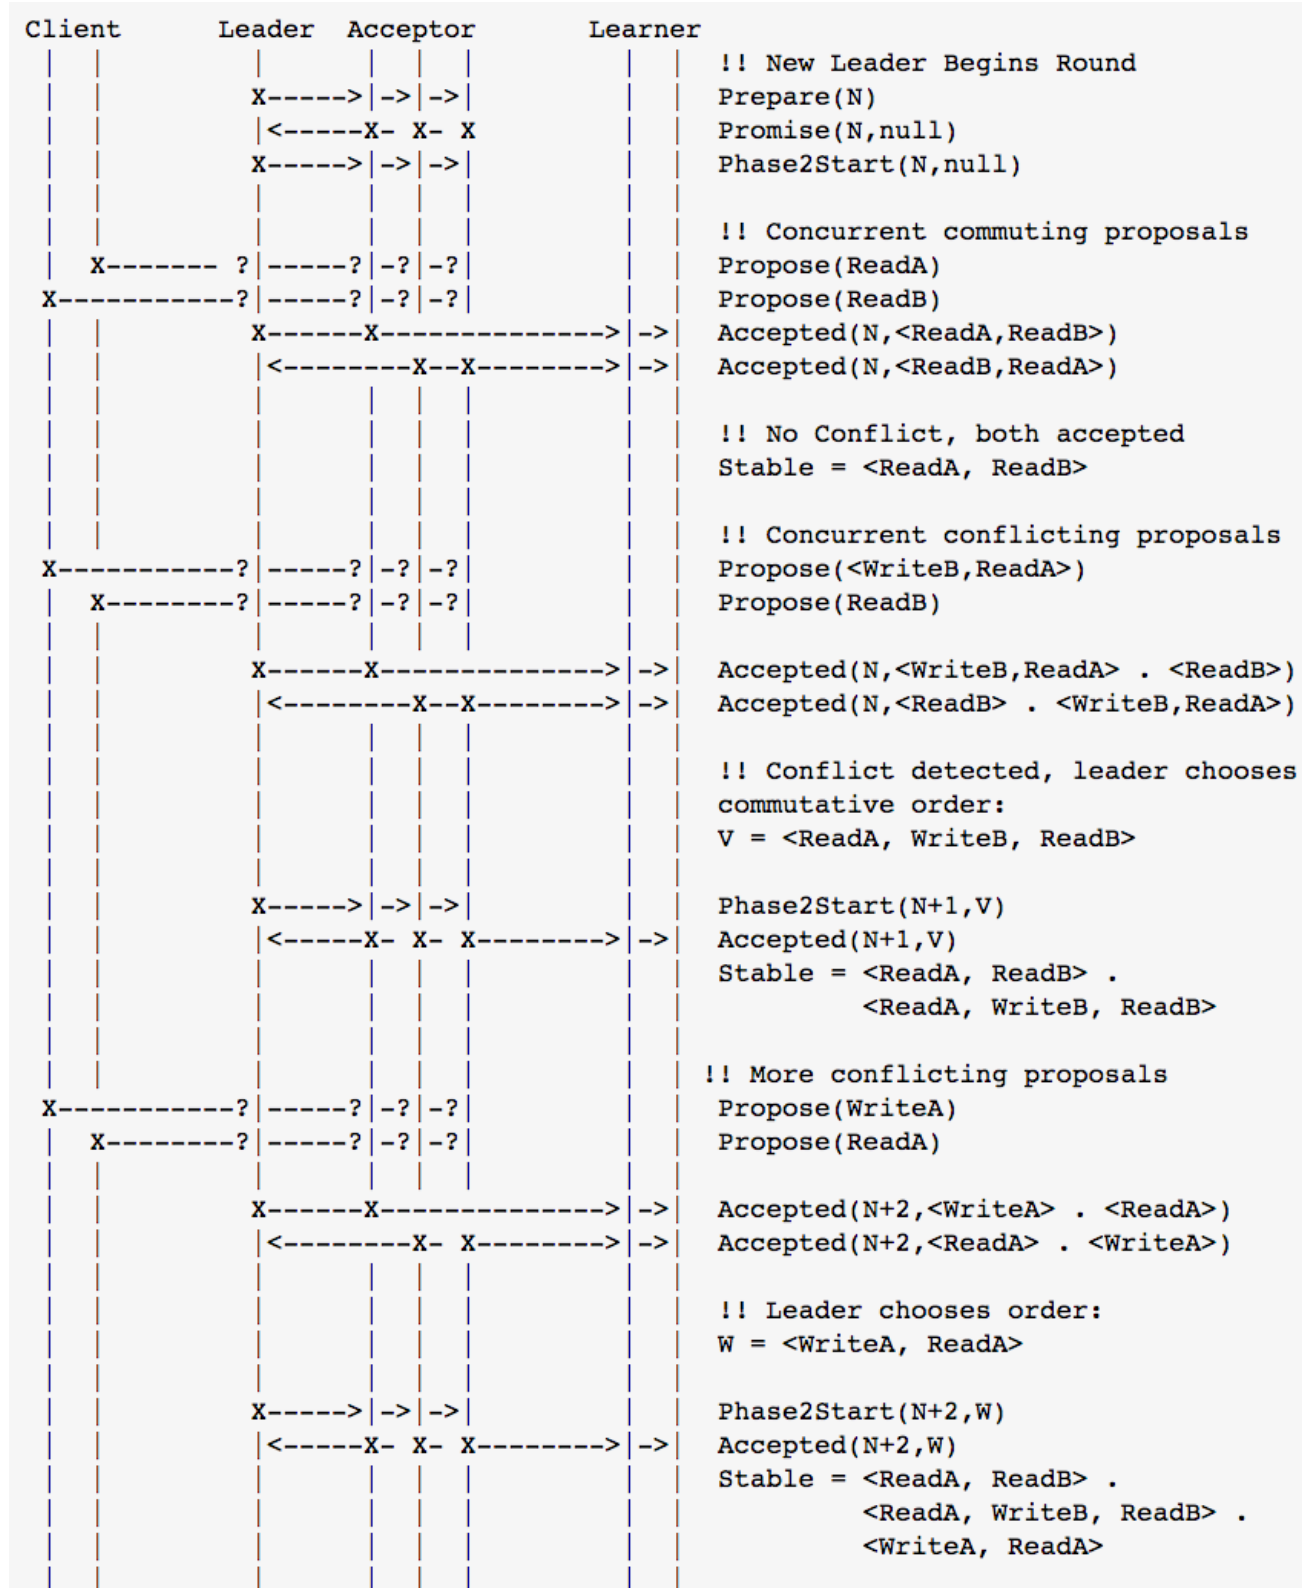 Client Leader Acceptor Learner
| | | | | | | | !! New Leader Begins Round
| | X----->|->|->| | | Prepare(N)
| | |<-----X- X- X | | Promise(N,null)
| | X----->|->|->| | | Phase2Start(N,null)
| | | | | | | |
| | | | | | | | !! Concurrent commuting proposals
| X------- ?|-----?|-?|-?| | | Propose(ReadA)
X-----------?|-----?|-?|-?| | | Propose(ReadB)
| | X------X-------------->|->| Accepted(N,<ReadA,ReadB>)
| | |<--------X--X-------->|->| Accepted(N,<ReadB,ReadA>)
| | | | | | | |
| | | | | | | | !! No Conflict, both accepted
| | | | | | | | Stable = <ReadA, ReadB>
| | | | | | | |
| | | | | | | | !! Concurrent conflicting proposals
X-----------?|-----?|-?|-?| | | Propose(<WriteB,ReadA>)
| X--------?|-----?|-?|-?| | | Propose(ReadB)
| | | | | | | |
| | X------X-------------->|->| Accepted(N,<WriteB,ReadA> . <ReadB>)
| | |<--------X--X-------->|->| Accepted(N,<ReadB> . <WriteB,ReadA>)
| | | | | | | |
| | | | | | | | !! Conflict detected, leader chooses
| | | | | | | | commutative order:
| | | | | | | | V = <ReadA, WriteB, ReadB>
| | | | | | | |
| | X----->|->|->| | | Phase2Start(N+1,V)
| | |<-----X- X- X-------->|->| Accepted(N+1,V)
| | | | | | | | Stable = <ReadA, ReadB> .
| | | | | | | | <ReadA, WriteB, ReadB>
| | | | | | | |
| | | | | | | | !! More conflicting proposals
X-----------?|-----?|-?|-?| | | Propose(WriteA)
| X--------?|-----?|-?|-?| | | Propose(ReadA)
| | | | | | | |
| | X------X-------------->|->| Accepted(N+2,<WriteA> . <ReadA>)
| | |<--------X- X-------->|->| Accepted(N+2,<ReadA> . <WriteA>)
| | | | | | | |
| | | | | | | | !! Leader chooses order:
| | | | | | | | W = <WriteA, ReadA>
| | | | | | | |
| | X----->|->|->| | | Phase2Start(N+2,W)
| | |<-----X- X- X-------->|->| Accepted(N+2,W)
| | | | | | | | Stable = <ReadA, ReadB> .
| | | | | | | | <ReadA, WriteB, ReadB> .
| | | | | | | | <WriteA, ReadA>
| | | | | | | |